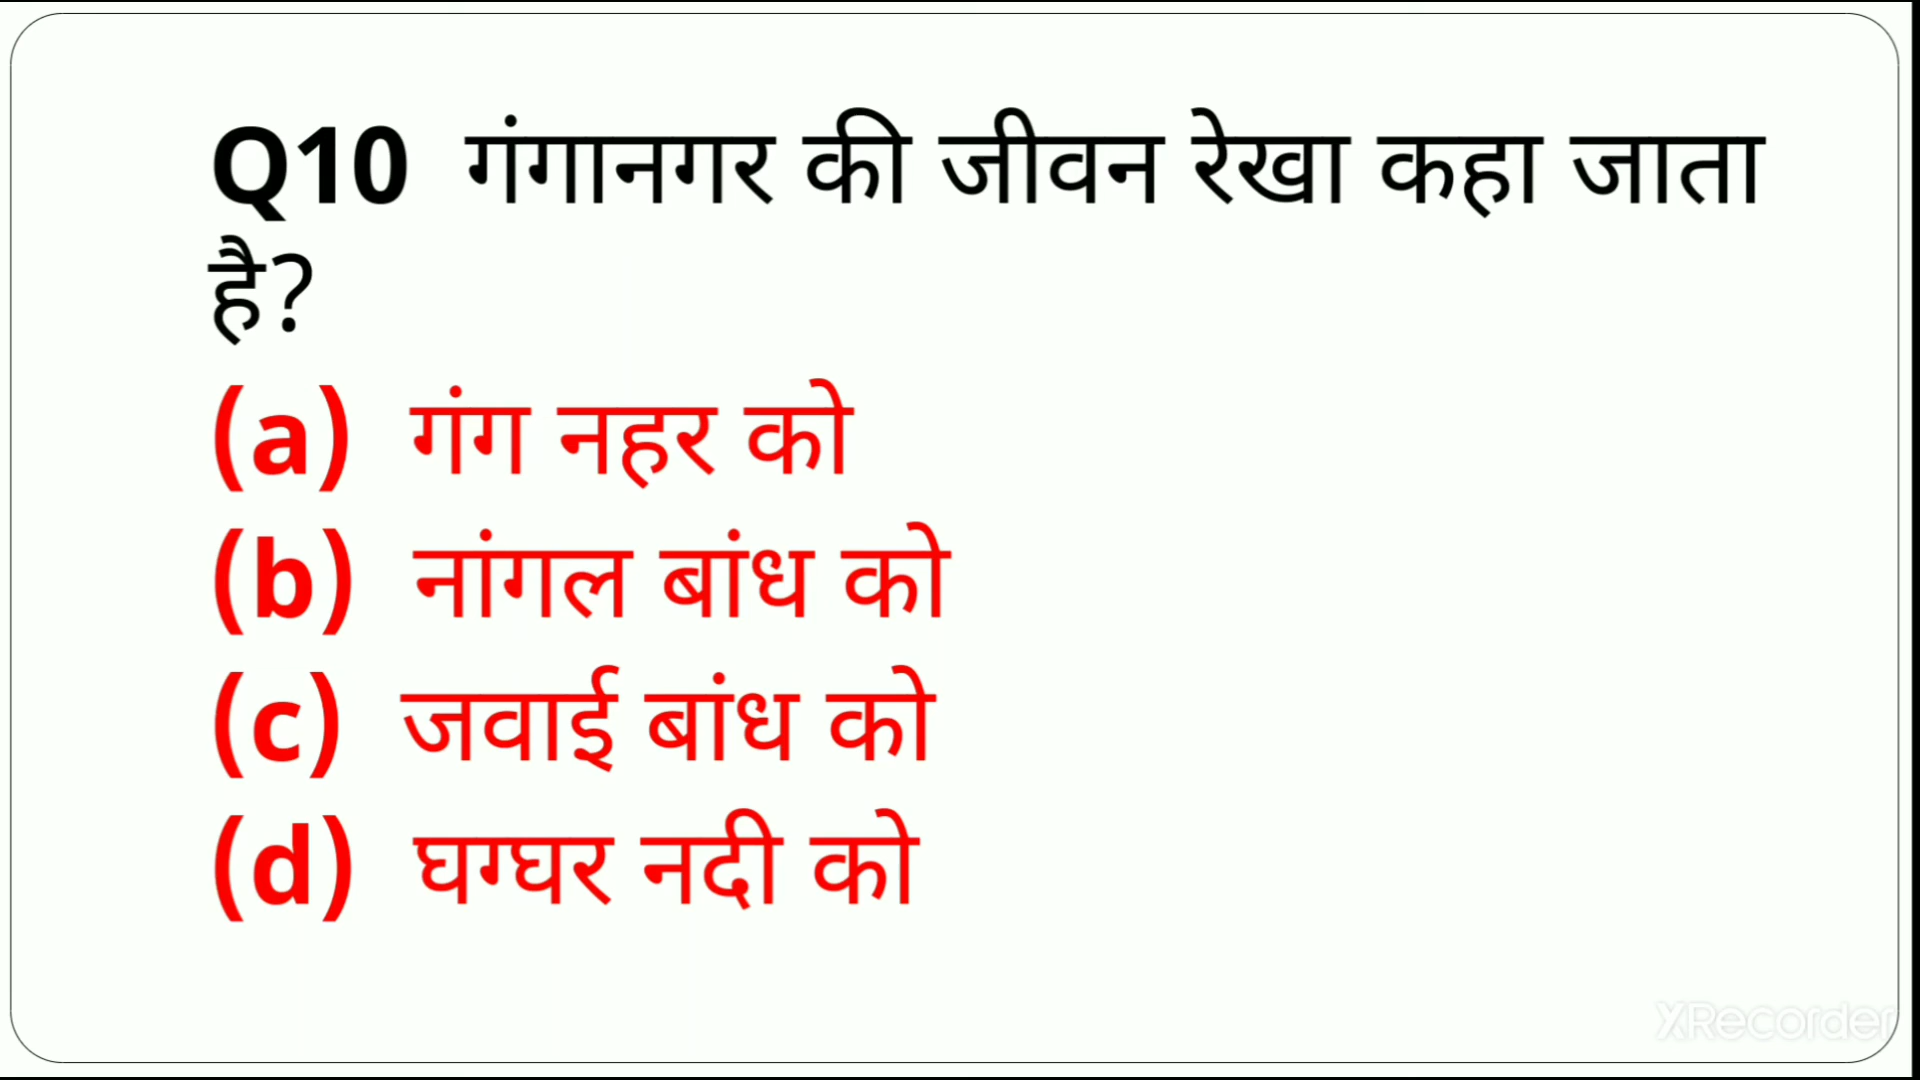 Q10 गंगानगर की जीवन रेखा कहा जाता
है?
(a) गंग नहर को
(b) नांगल बांध को
(c) जवाई बांध को
(d) घग्घर नदी को
XRecorder